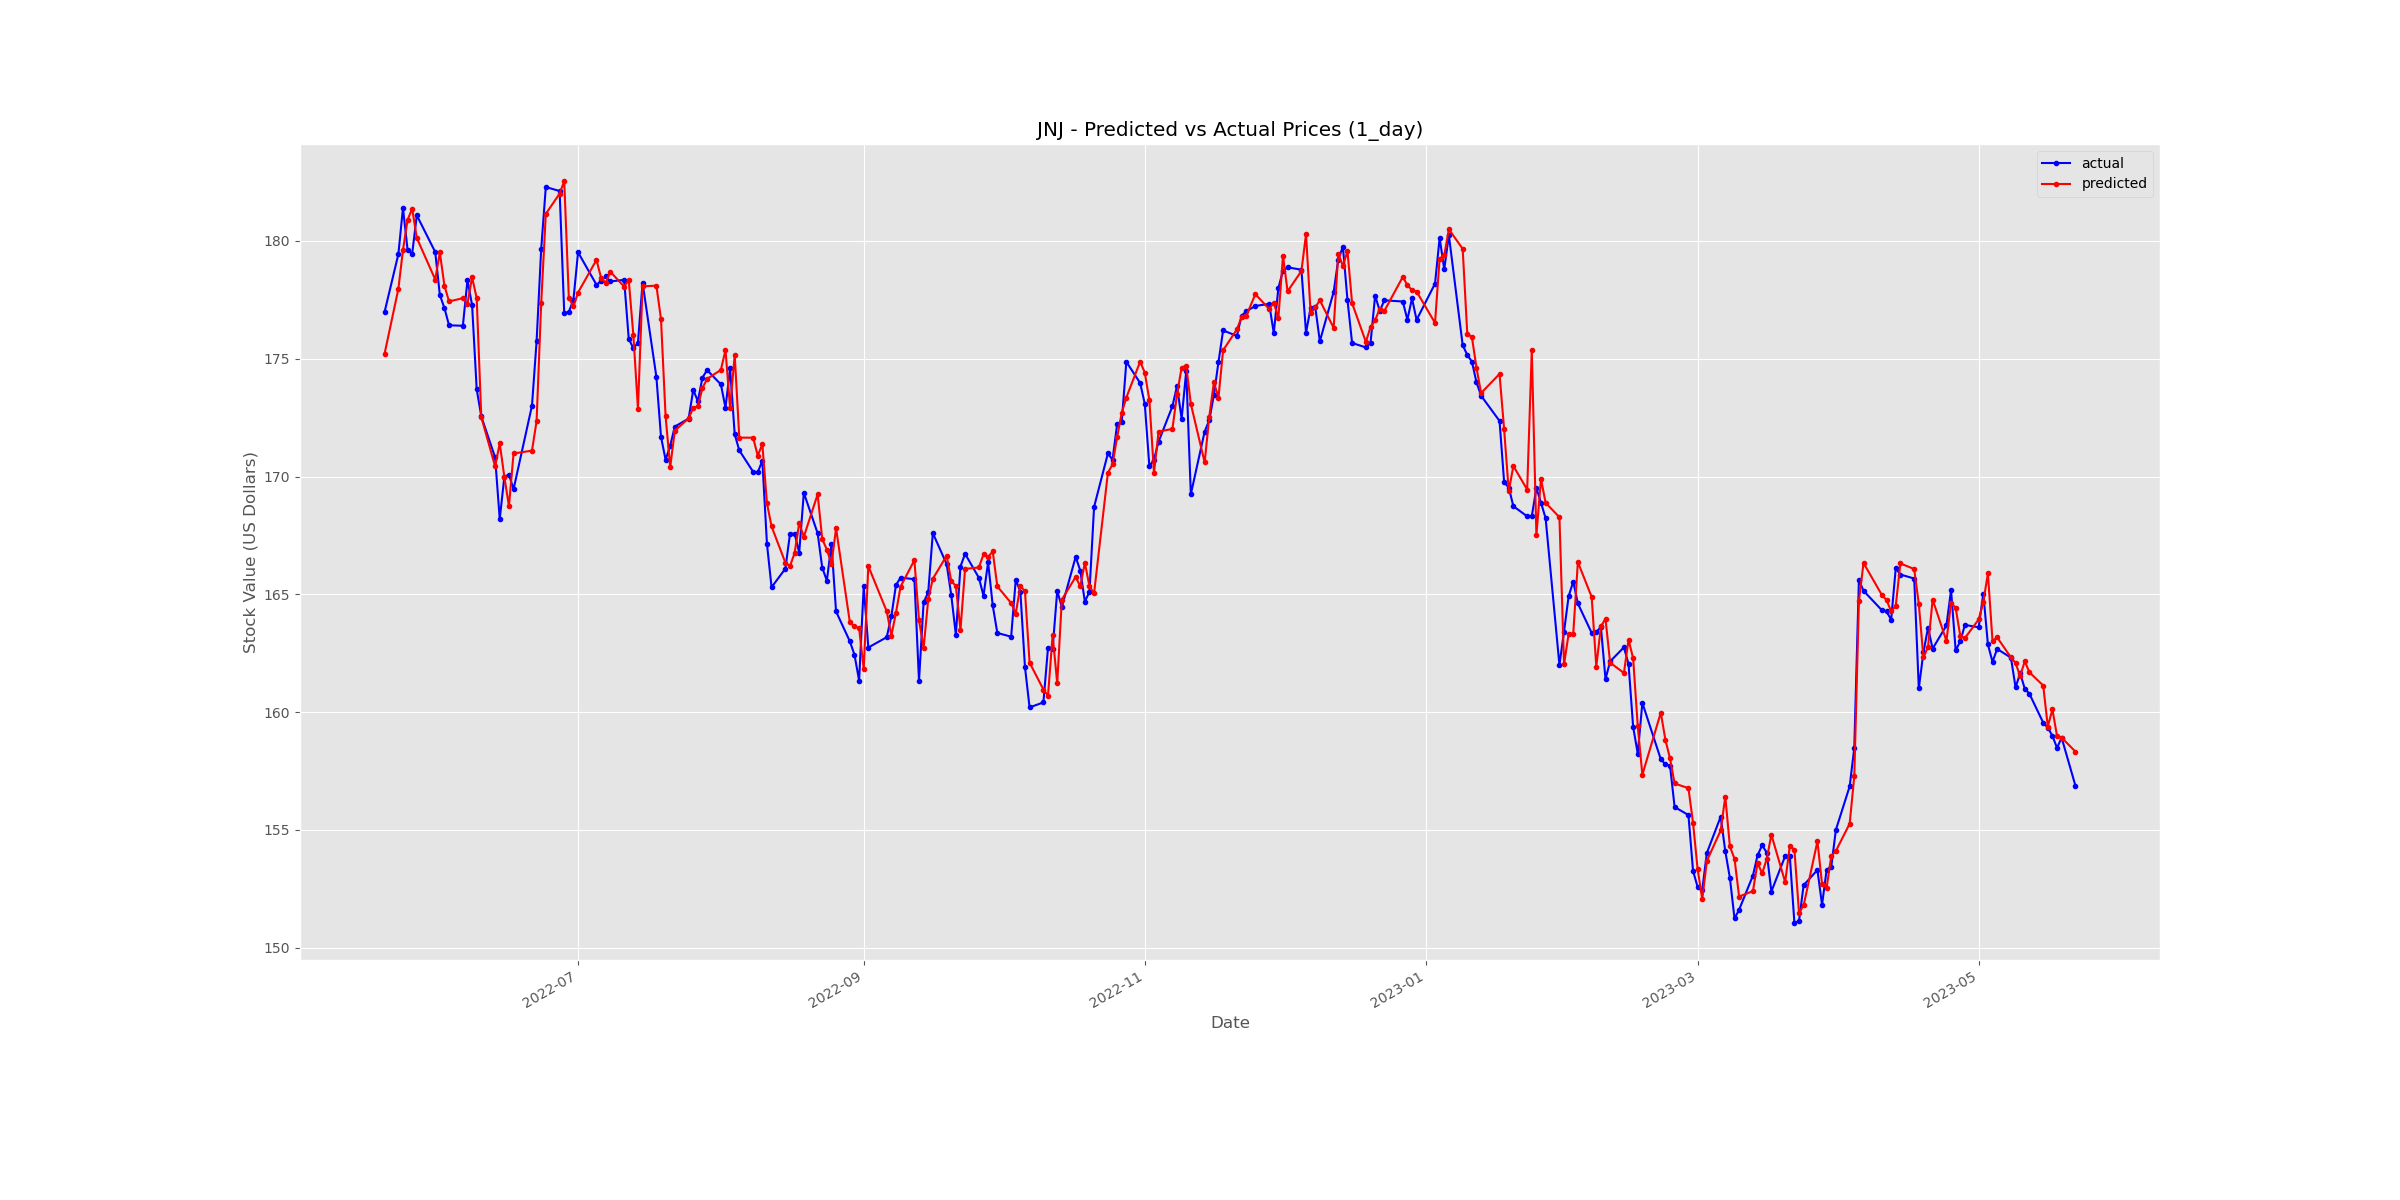 JNJ - Predicted vs Actual Prices (1_day)
actual
predicted
Stock Value (US Dollars)
180
175
170
165
160
155
150
2022-07
2022-09
2022-11
2023-01
2023-03
2023-05
Date